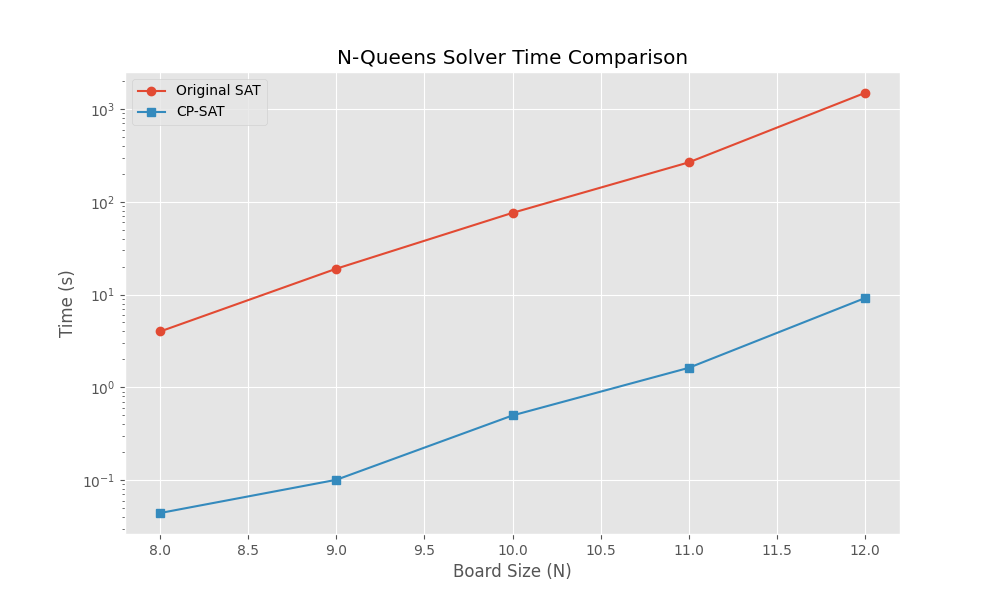 N-Queens Solver Time Comparison
Original SAT
CP-SAT
Time (s)
10³
10²
10¹
10⁰
10⁻¹
8.0 8.5 9.0 9.5 10.0 10.5 11.0 11.5 12.0
Board Size (N)